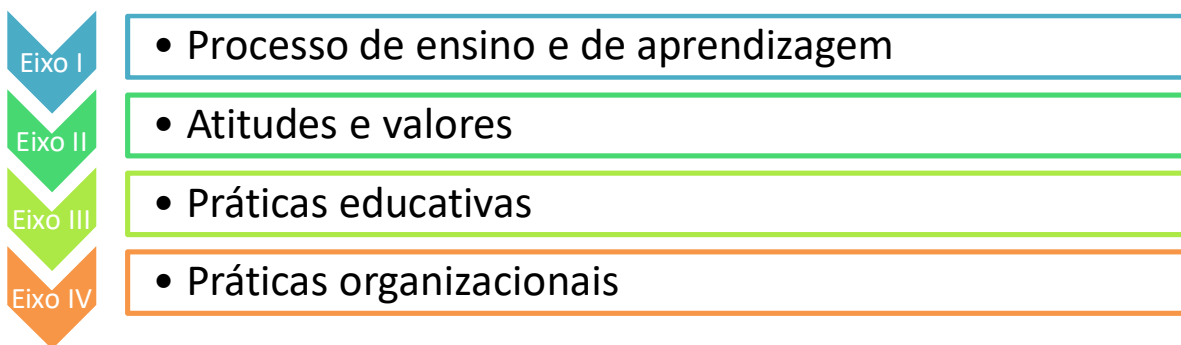 Eixo I
• Processo de ensino e de aprendizagem
Eixo II
• Atitudes e valores
Eixo III
• Práticas educativas
Eixo IV
• Práticas organizacionais